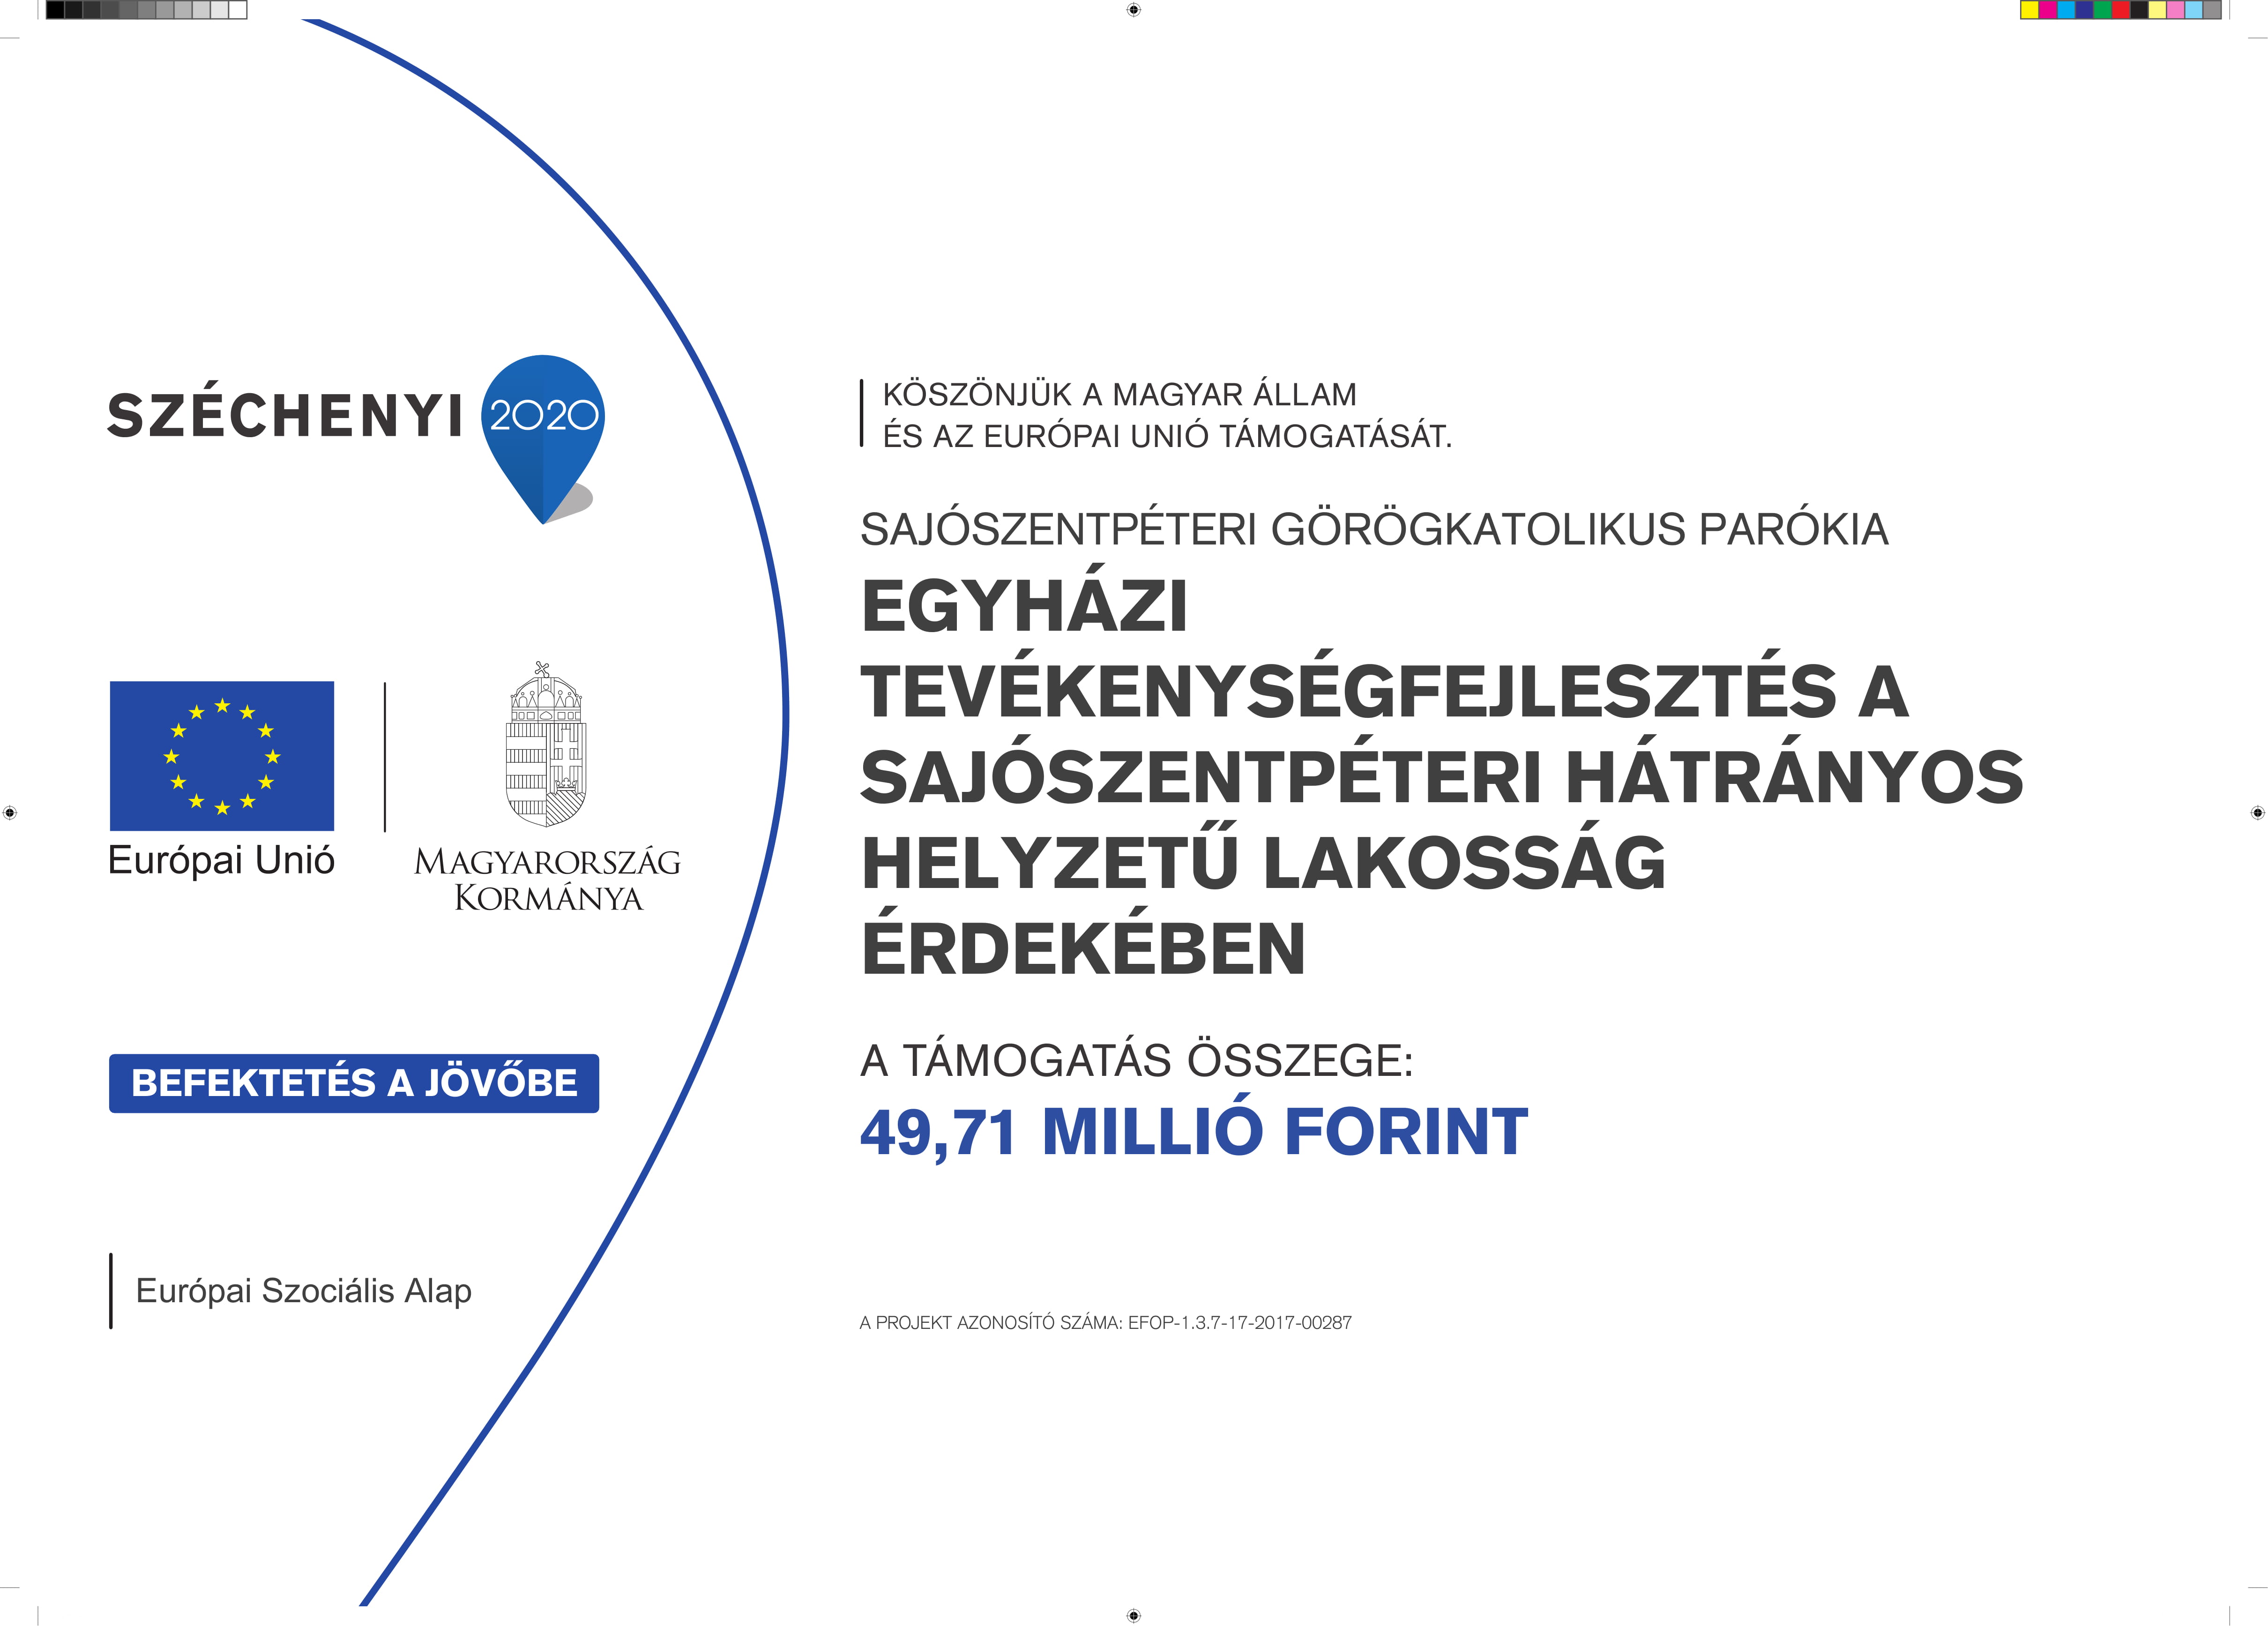 SZÉCHENYI 2020
Európai Unió
MAGYARORSZÁG
KORMÁNYA
BEFEKTETÉS A JÖVŐBE
Európai Szociális Alap
KÖSZÖNJÜK A MAGYAR ÁLLAM
ÉS AZ EURÓPAI UNIÓ TÁMOGATÁSÁT.
SAJÓSZENTPÉTERI GÖRÖGKATOLIKUS PARÓKIA
EGYHÁZI
TEVÉKENYSÉGFEJLESZTÉS A
SAJÓSZENTPÉTERI HÁTRÁNYOS
HELYZETŰ LAKOSSÁG
ÉRDEKÉBEN
A TÁMOGATÁS ÖSSZEGE:
49,71 MILLIÓ FORINT
A PROJEKT AZONOSÍTÓ SZÁMA: EFOP-1.3.7-17-2017-00287